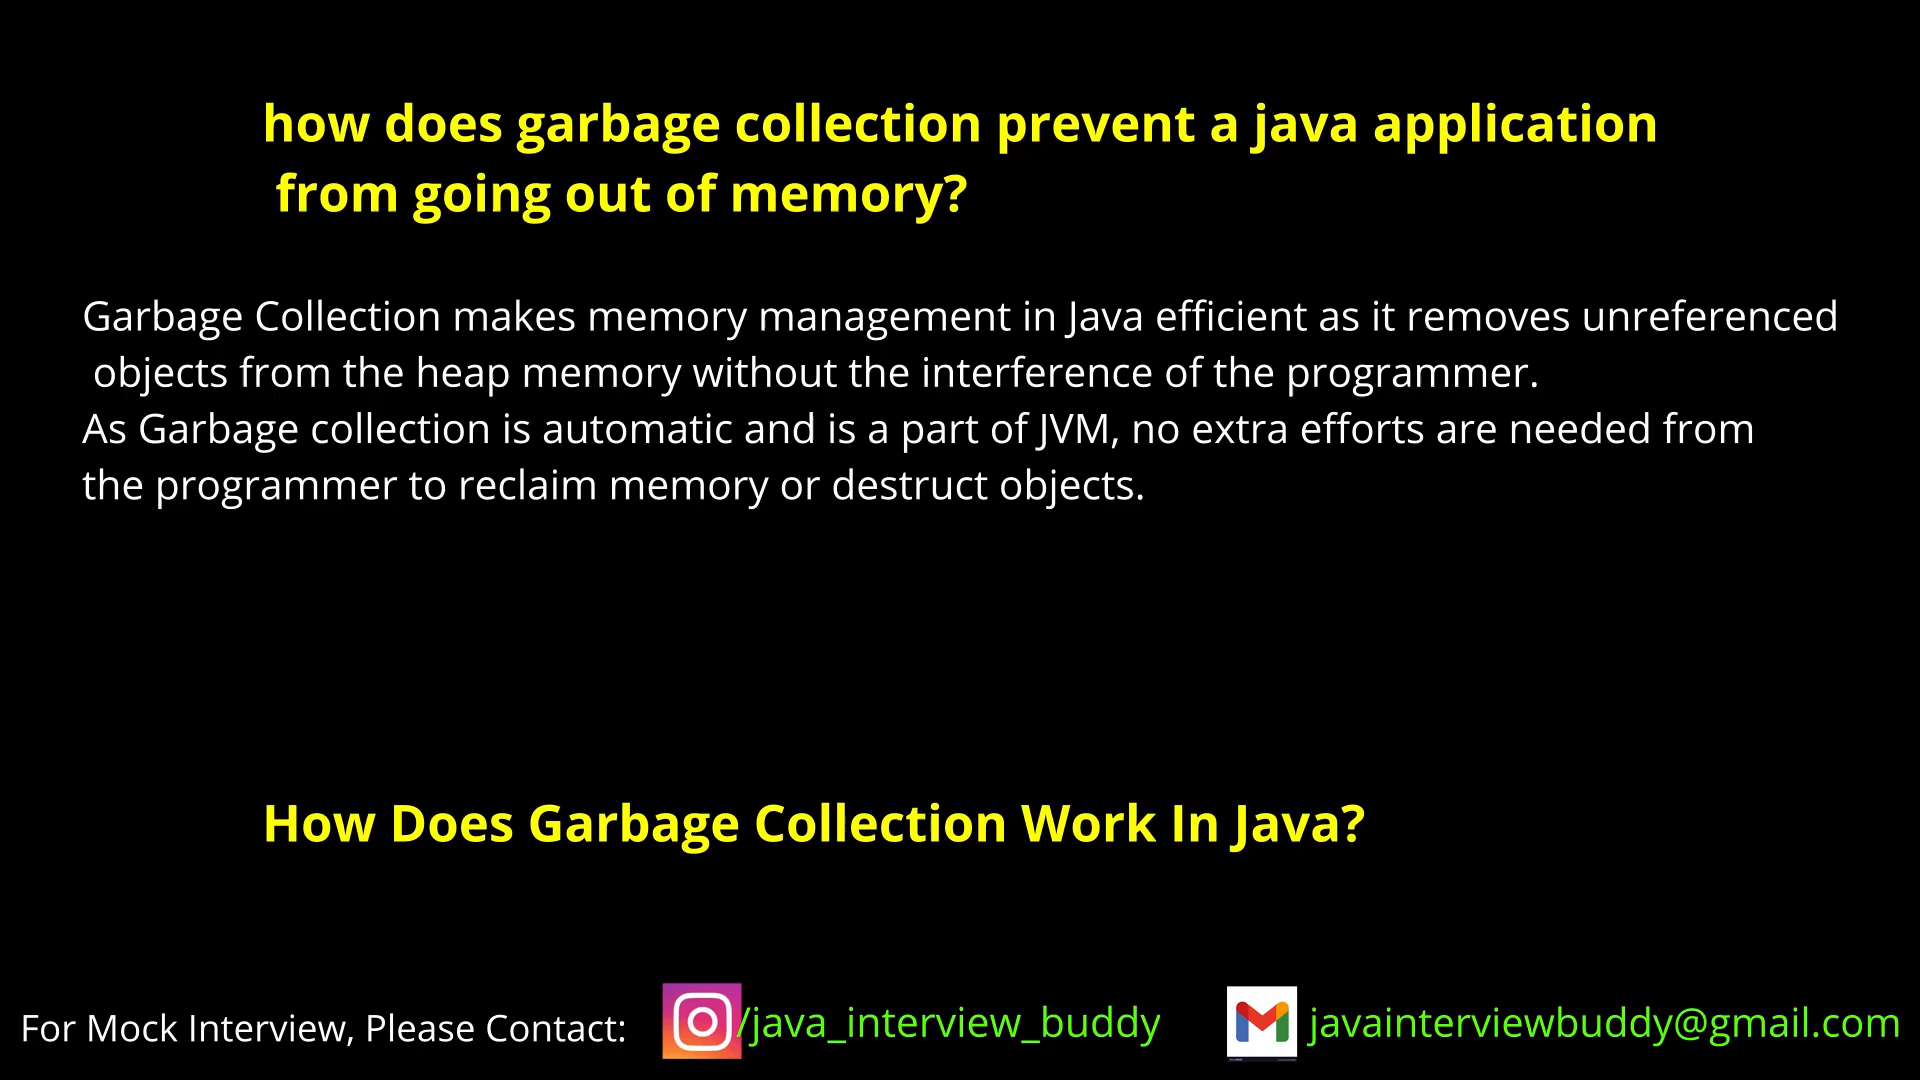 how does garbage collection prevent a java application
from going out of memory?
Garbage Collection makes memory management in Java efficient as it removes unreferenced
objects from the heap memory without the interference of the programmer.
As Garbage collection is automatic and is a part of JVM, no extra efforts are needed from
the programmer to reclaim memory or destruct objects.
How Does Garbage Collection Work In Java?
For Mock Interview, Please Contact: /java_interview_buddy javainterviewbuddy@gmail.com